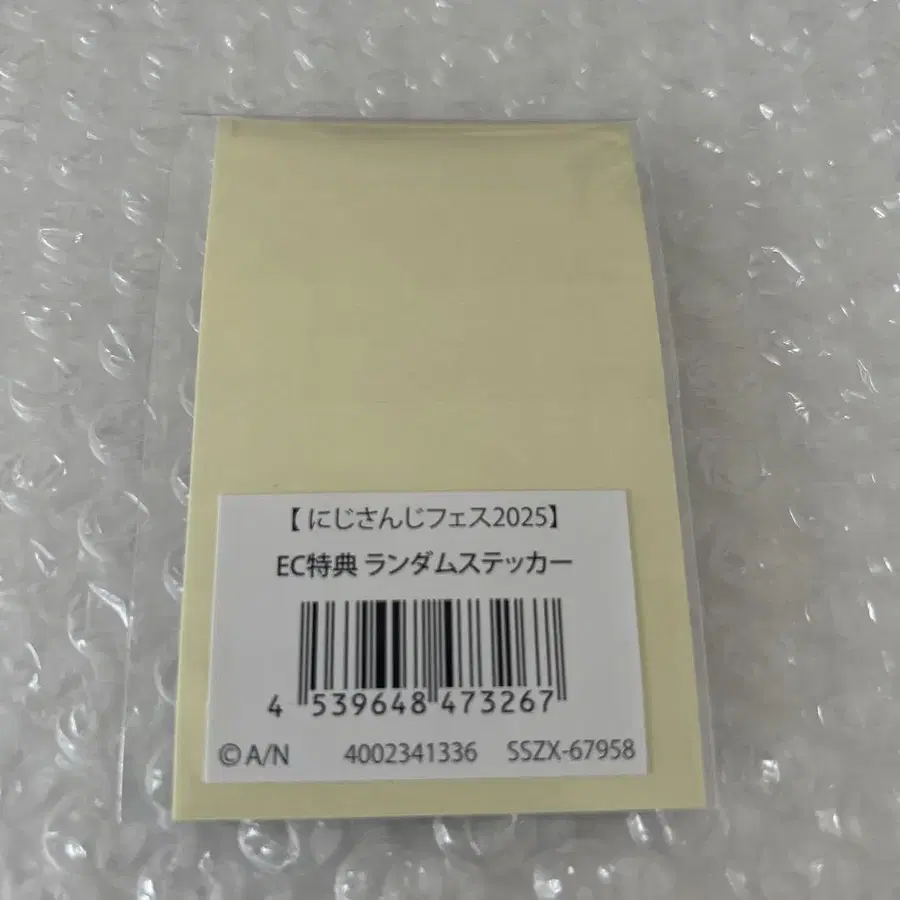 【にじさんじフェス2025】
EC特典 ランダムステッカー
4 539648 473267
©A/N 4002341336 SSZX-67958